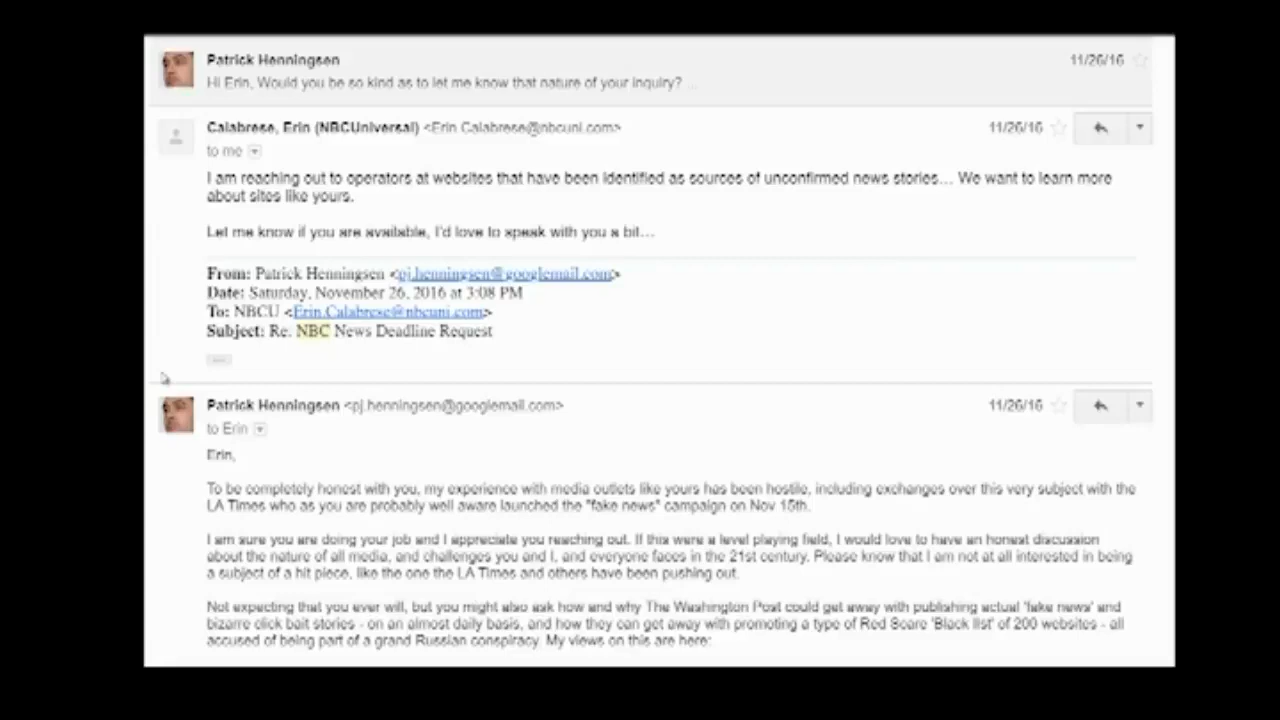 Patrick Henningsen 11/26/16
Hi Erin, Would you be so kind as to let me know that nature of your inquiry? ...
Calabrese, Erin (NBCUniversal) <Erin.Calabrese@nbcuni.com> 11/26/16
to me
I am reaching out to operators at websites that have been identified as sources of unconfirmed news stories… We want to learn more
about sites like yours.
Let me know if you are available, I'd love to speak with you a bit…
From: Patrick Henningsen <pj.henningsen@googlemail.com>
Date: Saturday, November 26, 2016 at 3:08 PM
To: NBCU <Erin.Calabrese@nbcuni.com>
Subject: Re. NBC News Deadline Request
Patrick Henningsen <pj.henningsen@googlemail.com> 11/26/16
to Erin
Erin,
To be completely honest with you, my experience with media outlets like yours has been hostile, including exchanges over this very subject with the
LA Times who as you are probably well aware launched the "fake news" campaign on Nov 15th.
I am sure you are doing your job and I appreciate you reaching out. If this were a level playing field, I would love to have an honest discussion
about the nature of all media, and challenges you and I, and everyone faces in the 21st century. Please know that I am not at all interested in being
a subject of a hit piece, like the one the LA Times and others have been pushing out.
Not expecting that you ever will, but you might also ask how and why The Washington Post could get away with publishing actual 'fake news' and
bizarre click bait stories - on an almost daily basis, and how they can get away with promoting a type of Red Scare 'Black list' of 200 websites - all
accused of being part of a grand Russian conspiracy. My views on this are here: